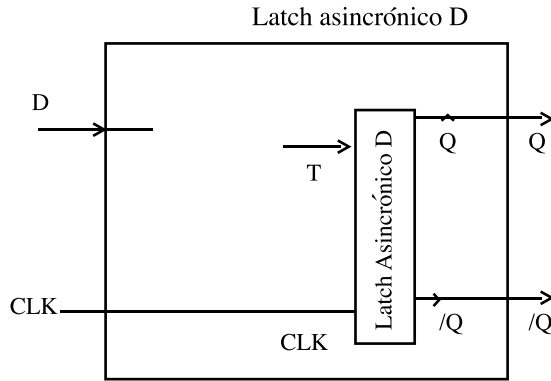 Latch asincrónico D
D
T
Latch Asincrónico D
Q
Q
CLK
CLK
/Q
/Q